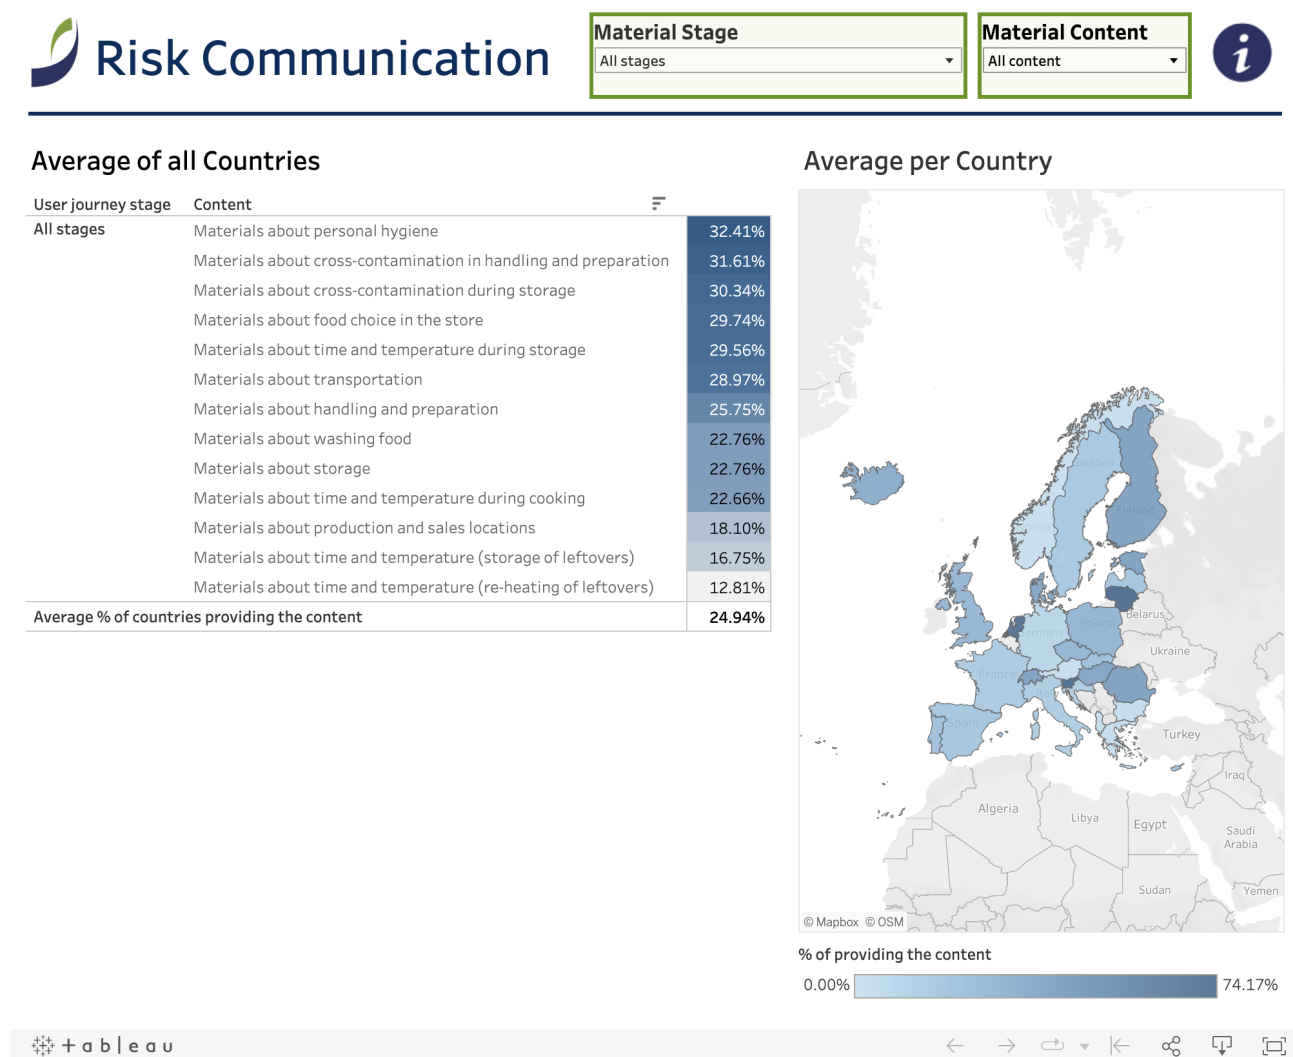 Risk Communication
Material Stage
All stages
Material Content
All content
i
Average of all Countries
User journey stage Content
All stages Materials about personal hygiene 32.41%
Materials about cross-contamination in handling and preparation 31.61%
Materials about cross-contamination during storage 30.34%
Materials about food choice in the store 29.74%
Materials about time and temperature during storage 29.56%
Materials about transportation 28.97%
Materials about handling and preparation 25.75%
Materials about washing food 22.76%
Materials about storage 22.76%
Materials about time and temperature during cooking 22.66%
Materials about production and sales locations 18.10%
Materials about time and temperature (storage of leftovers) 16.75%
Materials about time and temperature (re-heating of leftovers) 12.81%
Average % of countries providing the content 24.94%
Average per Country
Sweden
Finland
Belarus
Poland
Ukraine
France
Spain
Turkey
Iraq
Algeria
Libya
Egypt
Saudi
Arabia
Sudan
Yemen
© Mapbox © OSM
% of providing the content
0.00% 74.17%
+ a b l e a u